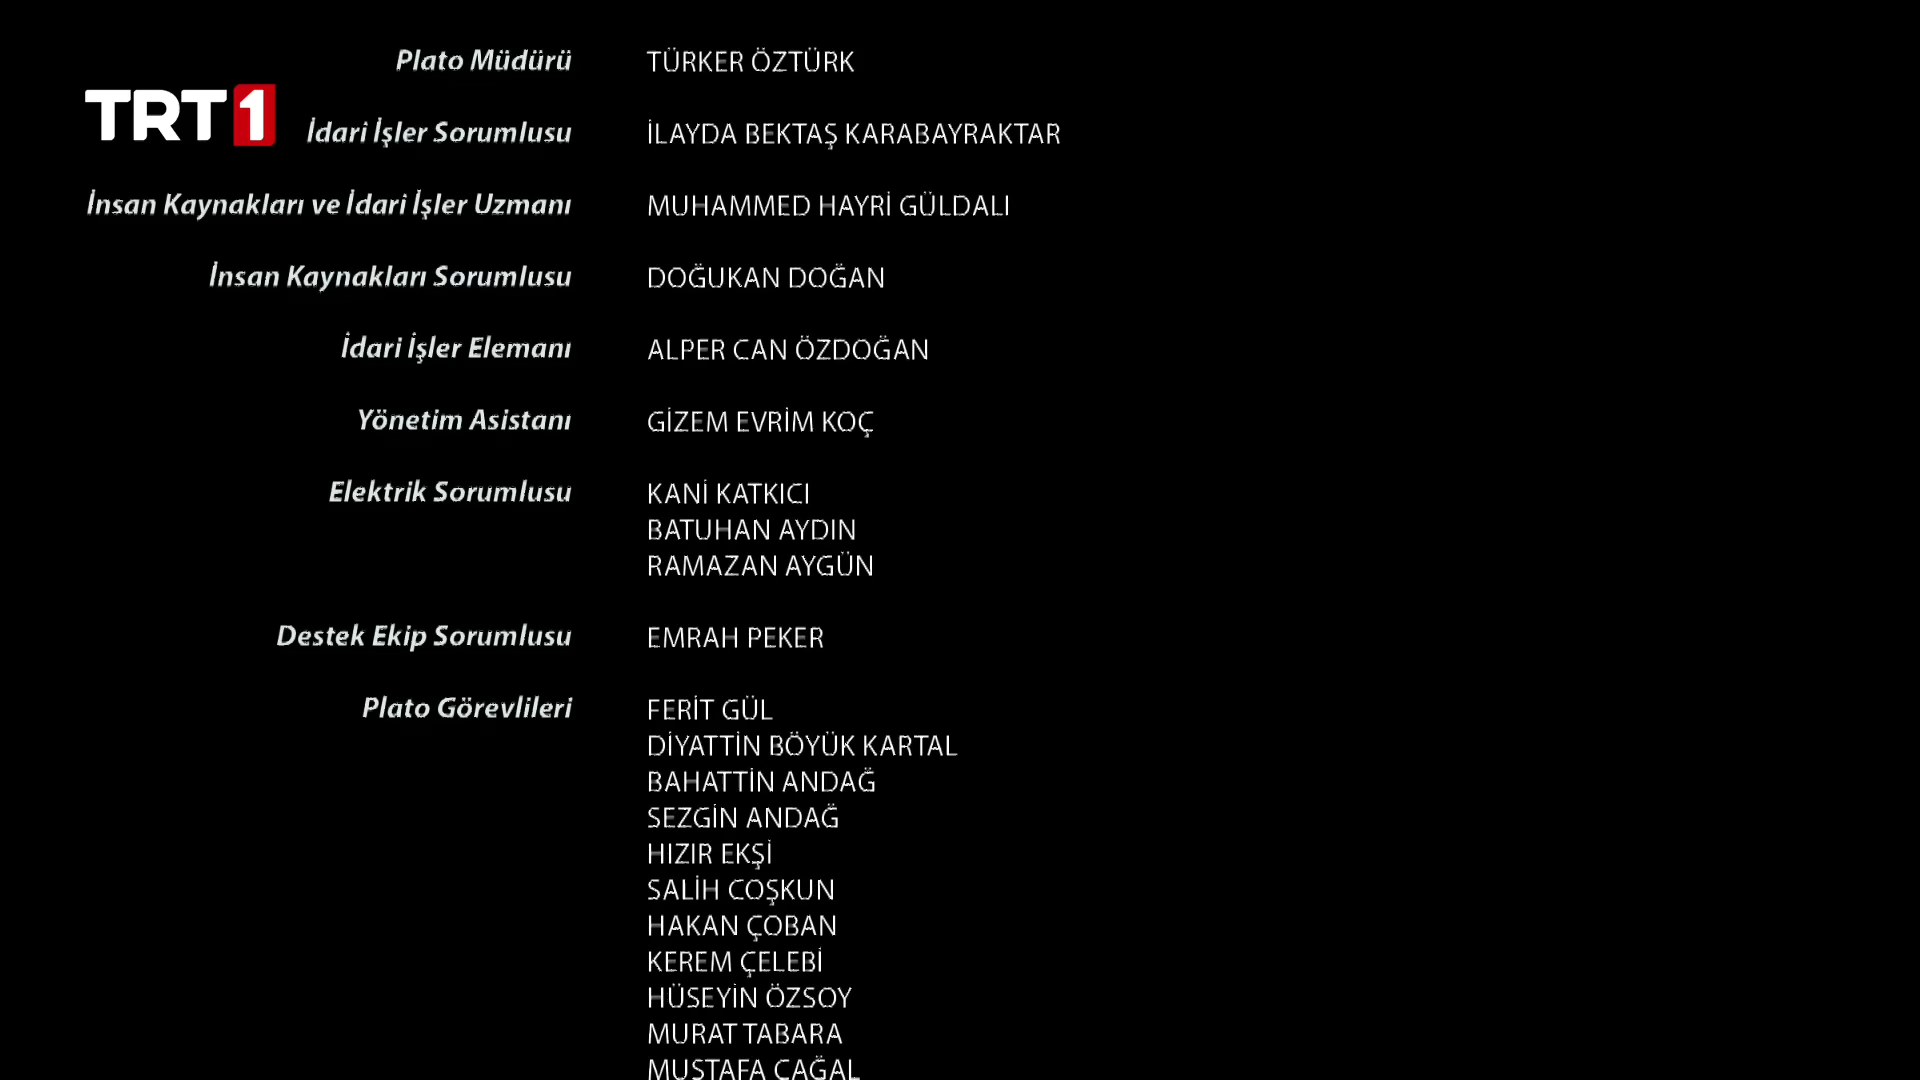 Plato Müdürü TÜRKER ÖZTÜRK
TRT1
İdari İşler Sorumlusu İLAYDA BEKTAŞ KARABAYRAKTAR
İnsan Kaynakları ve İdari İşler Uzmanı MUHAMMED HAYRİ GÜLDALI
İnsan Kaynakları Sorumlusu DOĞUKAN DOĞAN
İdari İşler Elemanı ALPER CAN ÖZDOĞAN
Yönetim Asistanı GİZEM EVRİM KOÇ
Elektrik Sorumlusu KANİ KATKICI
BATUHAN AYDIN
RAMAZAN AYGÜN
Destek Ekip Sorumlusu EMRAH PEKER
Plato Görevlileri FERİT GÜL
DİYATTİN BÖYÜK KARTAL
BAHATTİN ANDAĞ
SEZGİN ANDAĞ
HIZIR EKŞİ
SALİH COŞKUN
HAKAN ÇOBAN
KEREM ÇELEBİ
HÜSEYİN ÖZSOY
MURAT TABARA
MUSTAFA